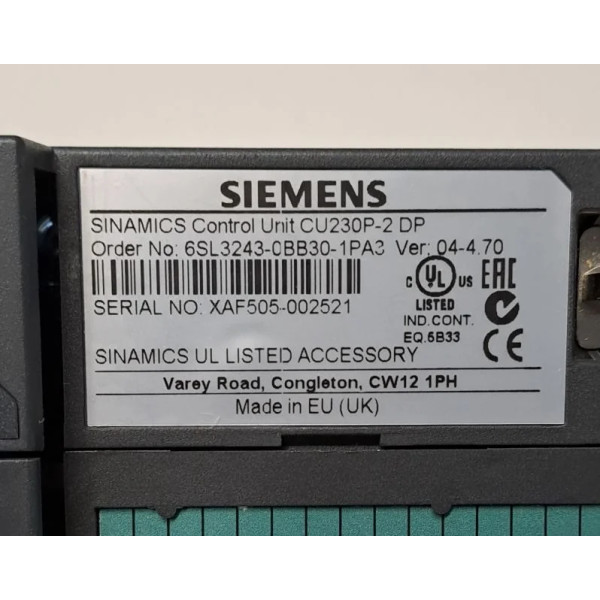 SIEMENS
SINAMICS Control Unit CU230P-2 DP
Order No: 6SL3243-0BB30-1PA3 Ver: 04-4.70
C UL US EAC
LISTED
SERIAL NO: XAF505-002521
IND.CONT.
EQ.5B33
SINAMICS UL LISTED ACCESSORY CE
Varey Road, Congleton, CW12 1PH
Made in EU (UK)